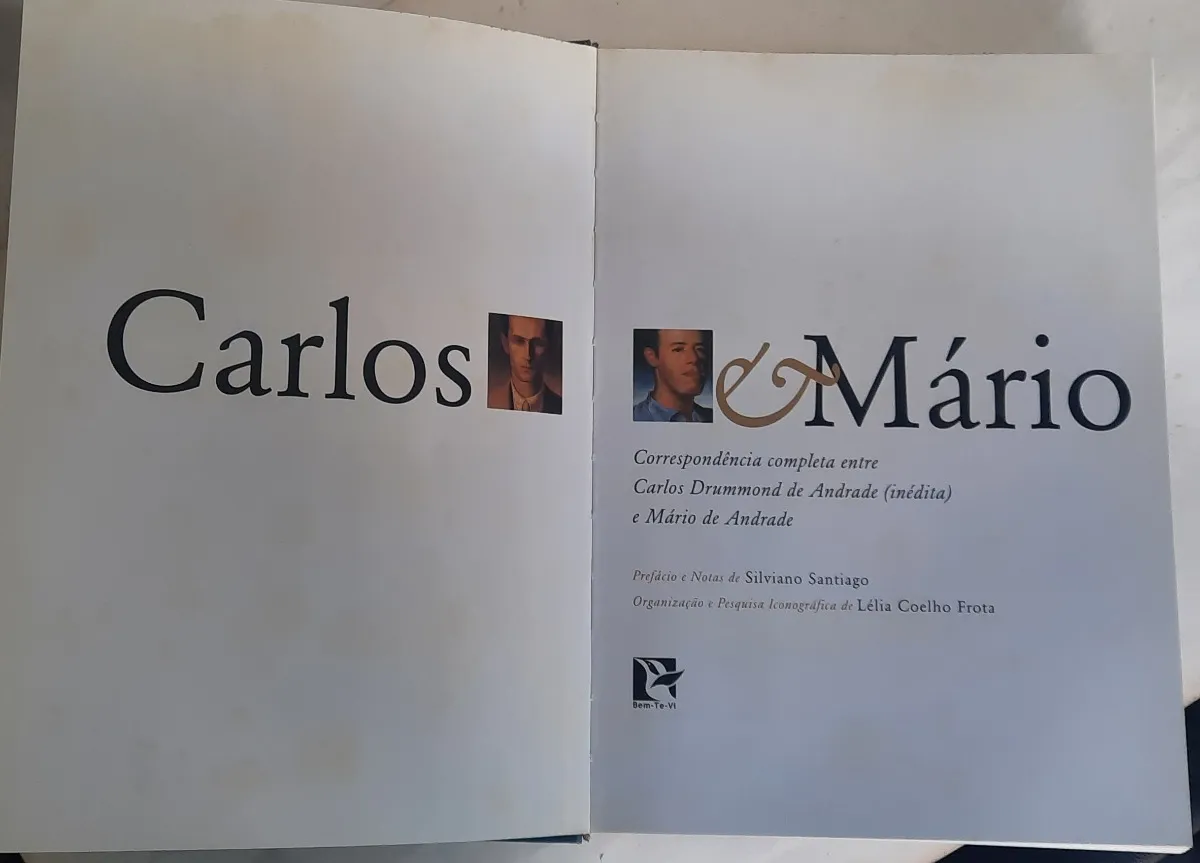 Carlos & Mário
Correspondência completa entre
Carlos Drummond de Andrade (inédita)
e Mário de Andrade
Prefácio e Notas de Silviano Santiago
Organização e Pesquisa Iconográfica de Lélia Coelho Frota
Bem-Te-Vi